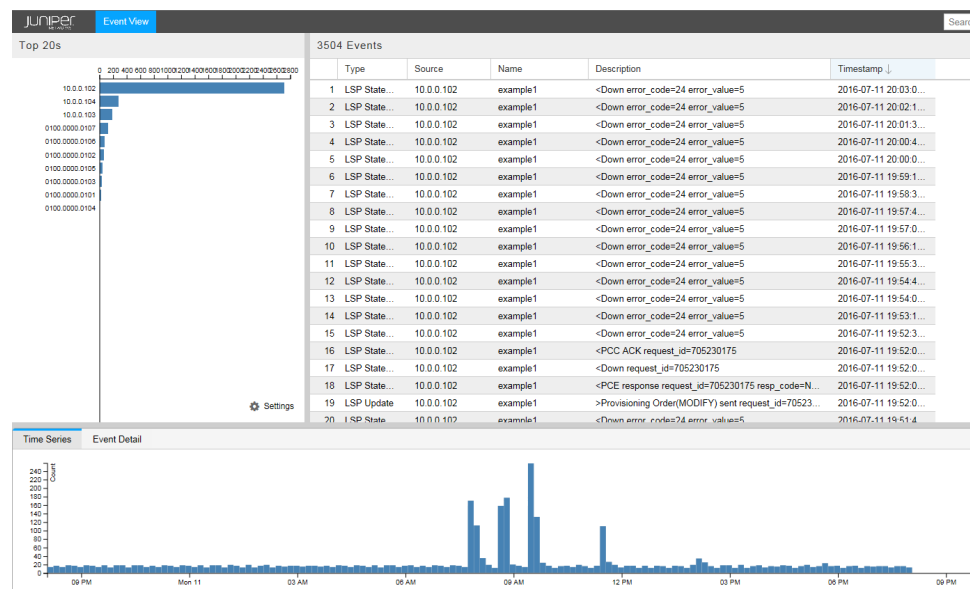 JUNIPER
NETWORKS
Event View
Sear
Top 20s
3504 Events
0 200 400 600 800 1000 1200 1400 1600 1800 2000 2200 2400 2600 2800
10.0.0.102
10.0.0.104
10.0.0.103
0100.0000.0107
0100.0000.0106
0100.0000.0102
0100.0000.0105
0100.0000.0103
0100.0000.0101
0100.0000.0104
Settings
Type Source Name Description Timestamp ↓
1 LSP State... 10.0.0.102 example1 <Down error_code=24 error_value=5 2016-07-11 20:03:0...
2 LSP State... 10.0.0.102 example1 <Down error_code=24 error_value=5 2016-07-11 20:02:1...
3 LSP State... 10.0.0.102 example1 <Down error_code=24 error_value=5 2016-07-11 20:01:3...
4 LSP State... 10.0.0.102 example1 <Down error_code=24 error_value=5 2016-07-11 20:00:4...
5 LSP State... 10.0.0.102 example1 <Down error_code=24 error_value=5 2016-07-11 20:00:0...
6 LSP State... 10.0.0.102 example1 <Down error_code=24 error_value=5 2016-07-11 19:59:1...
7 LSP State... 10.0.0.102 example1 <Down error_code=24 error_value=5 2016-07-11 19:58:3...
8 LSP State... 10.0.0.102 example1 <Down error_code=24 error_value=5 2016-07-11 19:57:4...
9 LSP State... 10.0.0.102 example1 <Down error_code=24 error_value=5 2016-07-11 19:57:0...
10 LSP State... 10.0.0.102 example1 <Down error_code=24 error_value=5 2016-07-11 19:56:1...
11 LSP State... 10.0.0.102 example1 <Down error_code=24 error_value=5 2016-07-11 19:55:3...
12 LSP State... 10.0.0.102 example1 <Down error_code=24 error_value=5 2016-07-11 19:54:4...
13 LSP State... 10.0.0.102 example1 <Down error_code=24 error_value=5 2016-07-11 19:54:0...
14 LSP State... 10.0.0.102 example1 <Down error_code=24 error_value=5 2016-07-11 19:53:1...
15 LSP State... 10.0.0.102 example1 <Down error_code=24 error_value=5 2016-07-11 19:52:3...
16 LSP State... 10.0.0.102 example1 <PCC ACK request_id=705230175 2016-07-11 19:52:0...
17 LSP State... 10.0.0.102 example1 <Down request_id=705230175 2016-07-11 19:52:0...
18 LSP State... 10.0.0.102 example1 <PCE response request_id=705230175 resp_code=N... 2016-07-11 19:52:0...
19 LSP Update 10.0.0.102 example1 >Provisioning Order(MODIFY) sent request_id=70523... 2016-07-11 19:52:0...
20 LSP State... 10.0.0.102 example1 <Down error_code=24 error_value=5 2016-07-11 19:51:4...
Time Series Event Detail
Count
240
220
200
180
160
140
120
100
80
60
40
20
0
09 PM Mon 11 03 AM 06 AM 09 AM 12 PM 03 PM 06 PM 09 PM